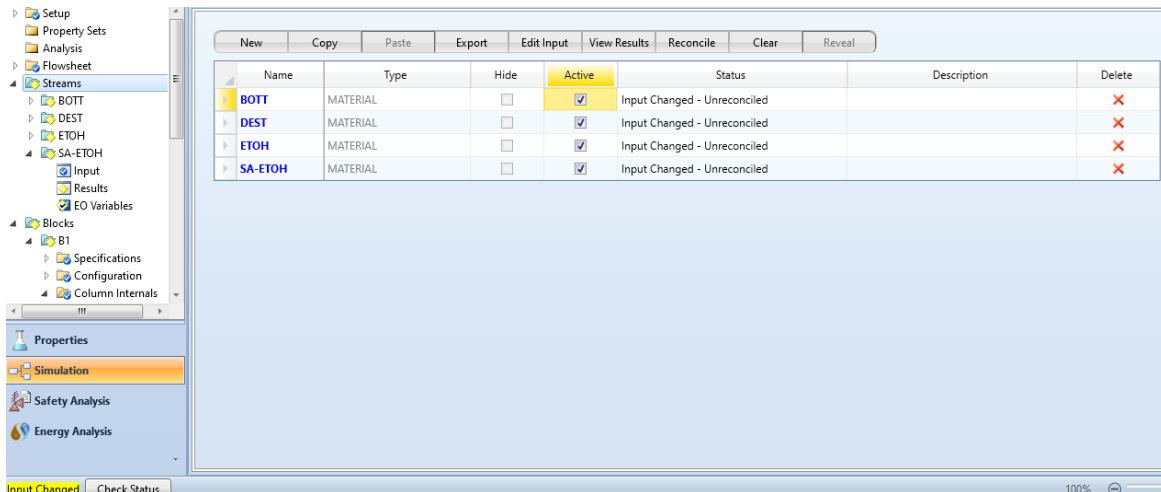 Setup
Property Sets
Analysis
Flowsheet
Streams
BOTT
DEST
ETOH
SA-ETOH
Input
Results
EO Variables
Blocks
B1
Specifications
Configuration
Column Internals
Properties
Simulation
Safety Analysis
Energy Analysis
New Copy Paste Export Edit Input View Results Reconcile Clear Reveal
Name Type Hide Active Status Description Delete
BOTT MATERIAL Input Changed - Unreconciled
DEST MATERIAL Input Changed - Unreconciled
ETOH MATERIAL Input Changed - Unreconciled
SA-ETOH MATERIAL Input Changed - Unreconciled
Input Changed Check Status 100%